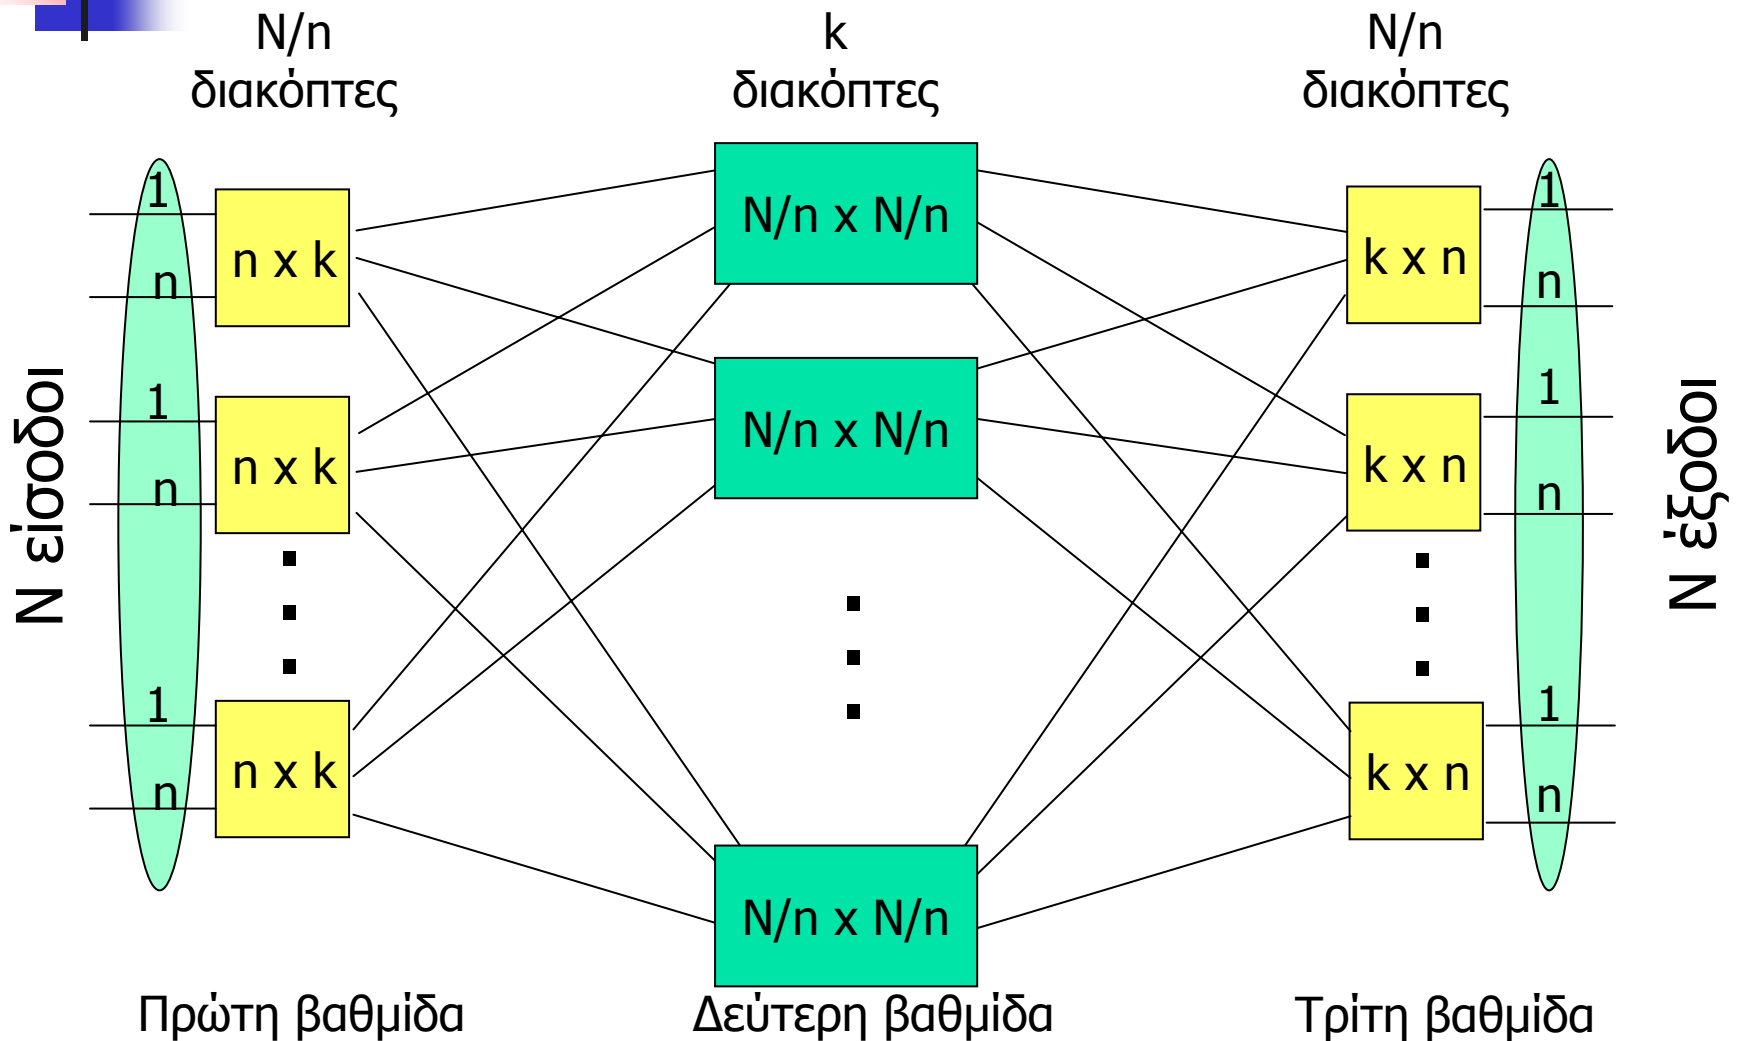 N/n
διακόπτες
k
διακόπτες
N/n
διακόπτες
N είσοδοι
1
n
1
n
1
n
n x k
n x k
n x k
N/n x N/n
N/n x N/n
N/n x N/n
k x n
k x n
k x n
1
n
1
n
1
n
N έξοδοι
Πρώτη βαθμίδα
Δεύτερη βαθμίδα
Τρίτη βαθμίδα